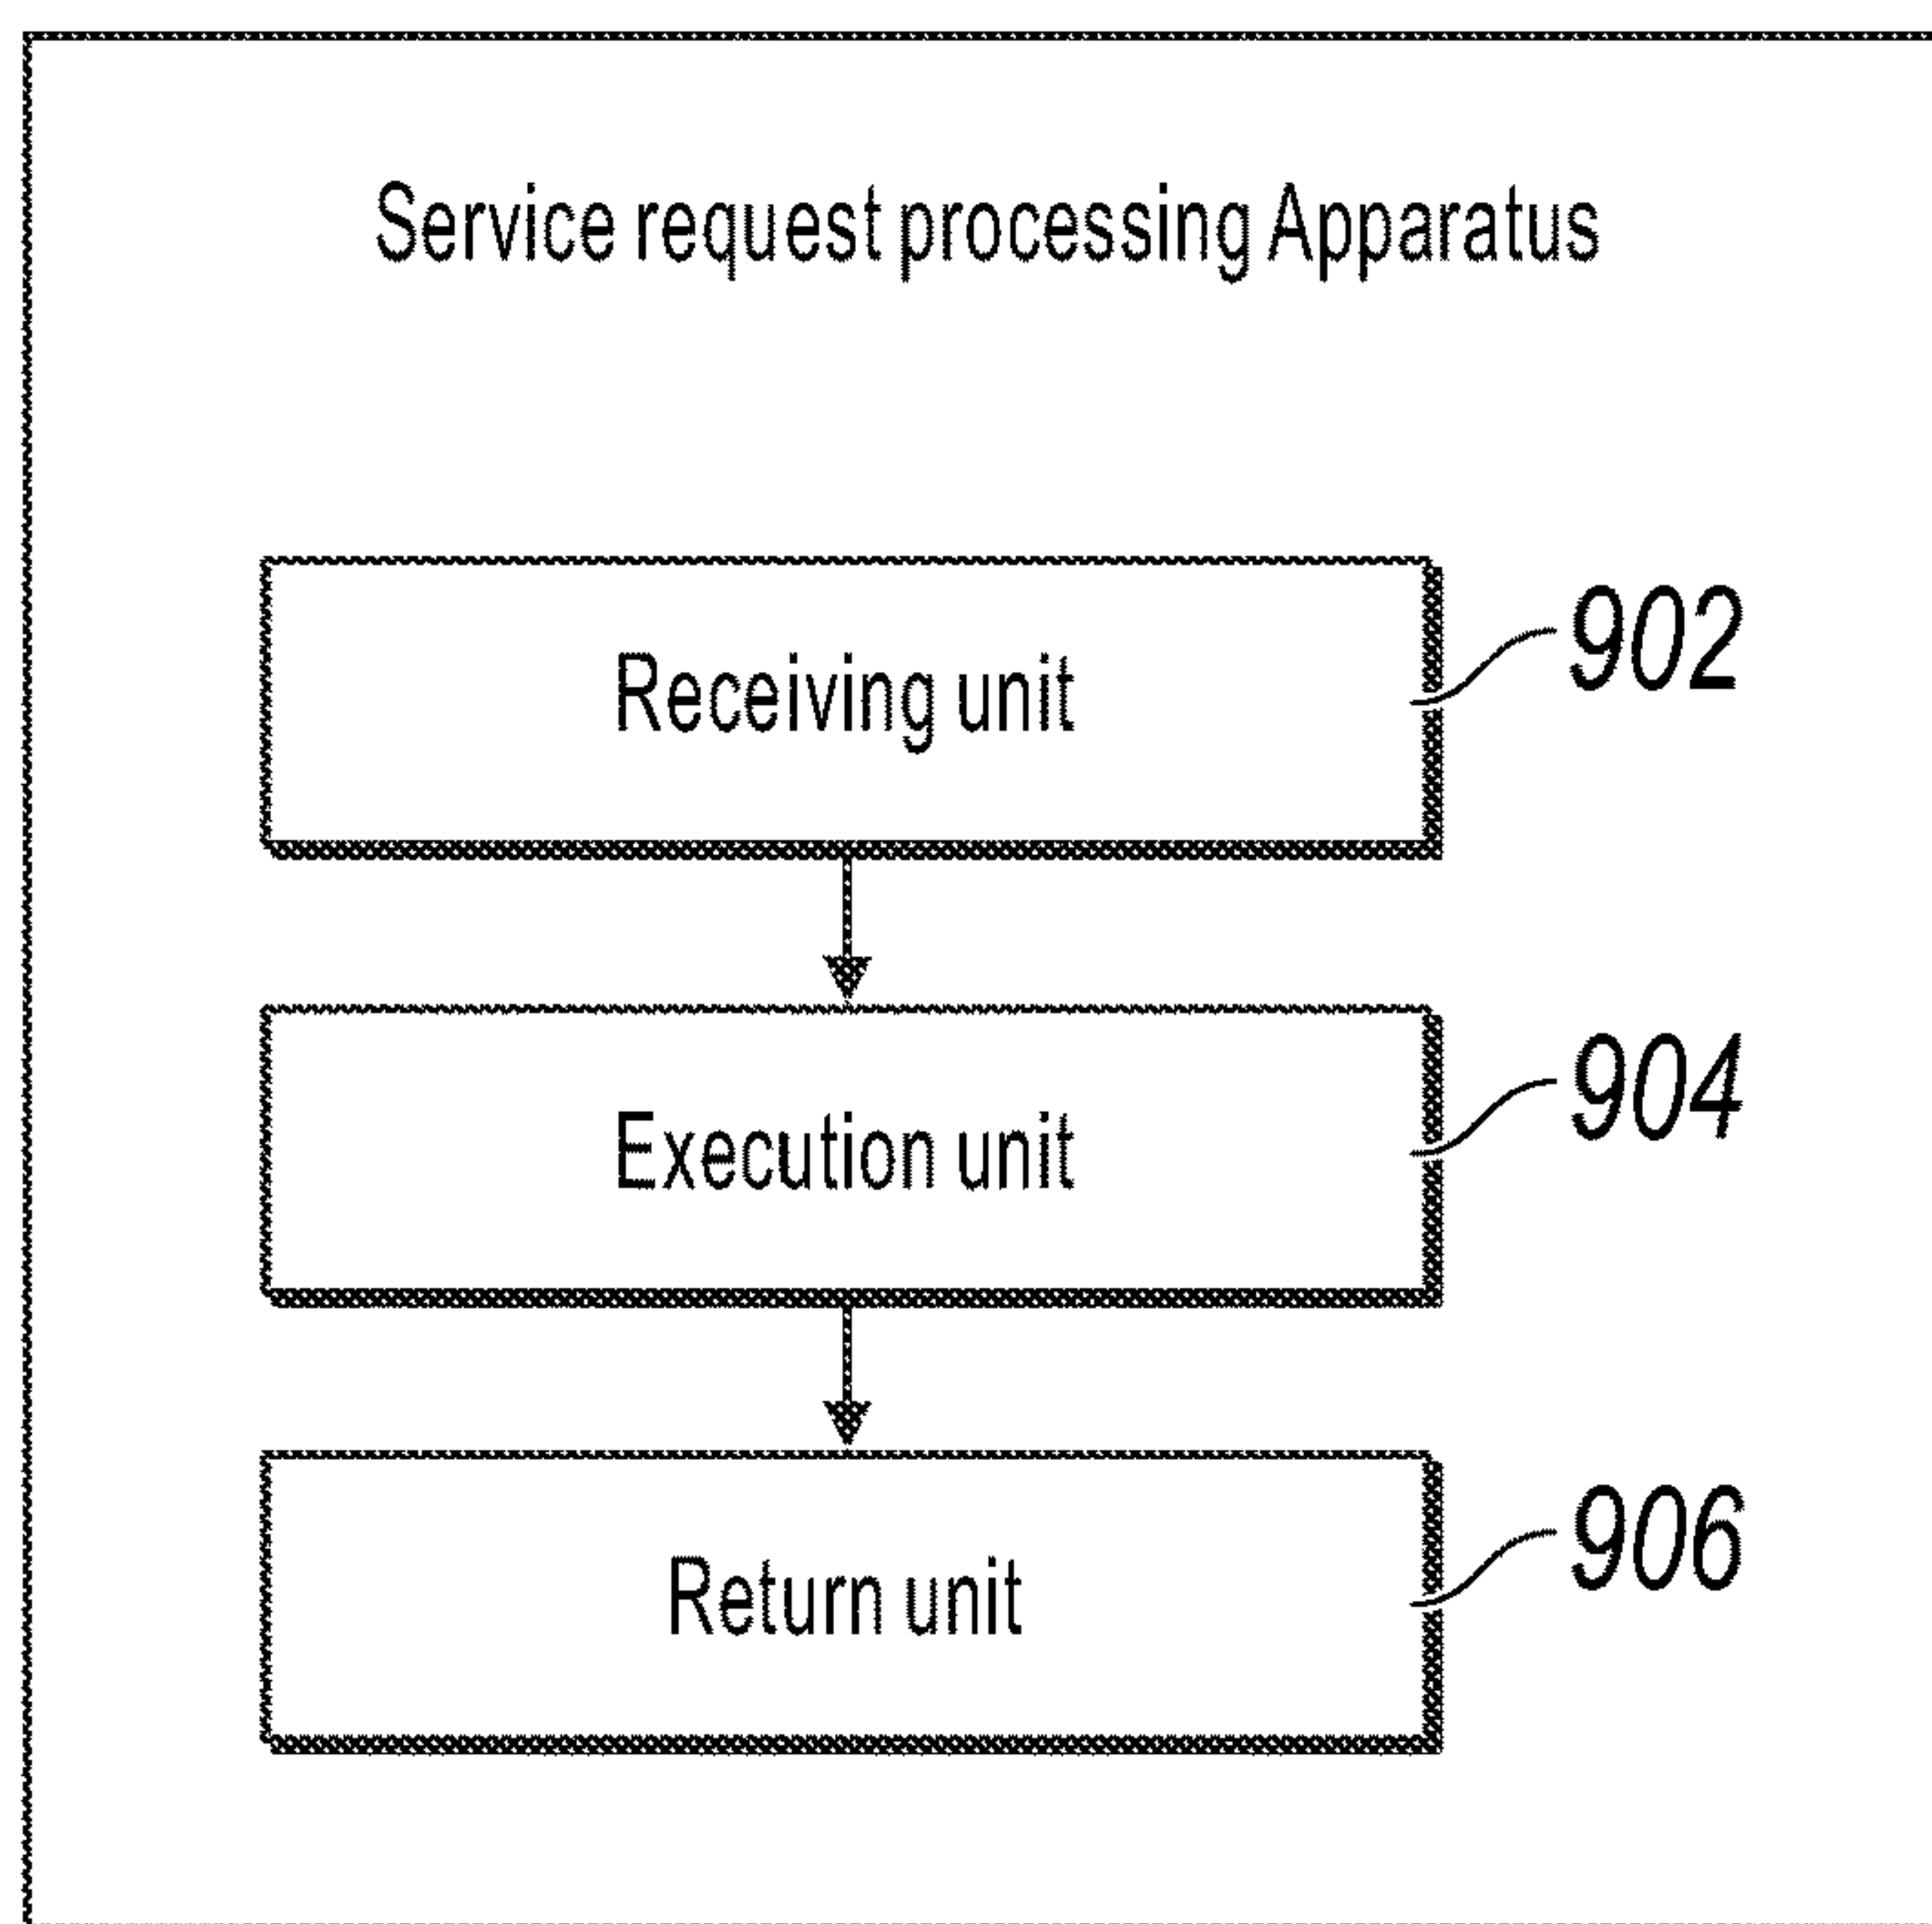 Service request processing Apparatus
Receiving unit
902
Execution unit
904
Return unit
906